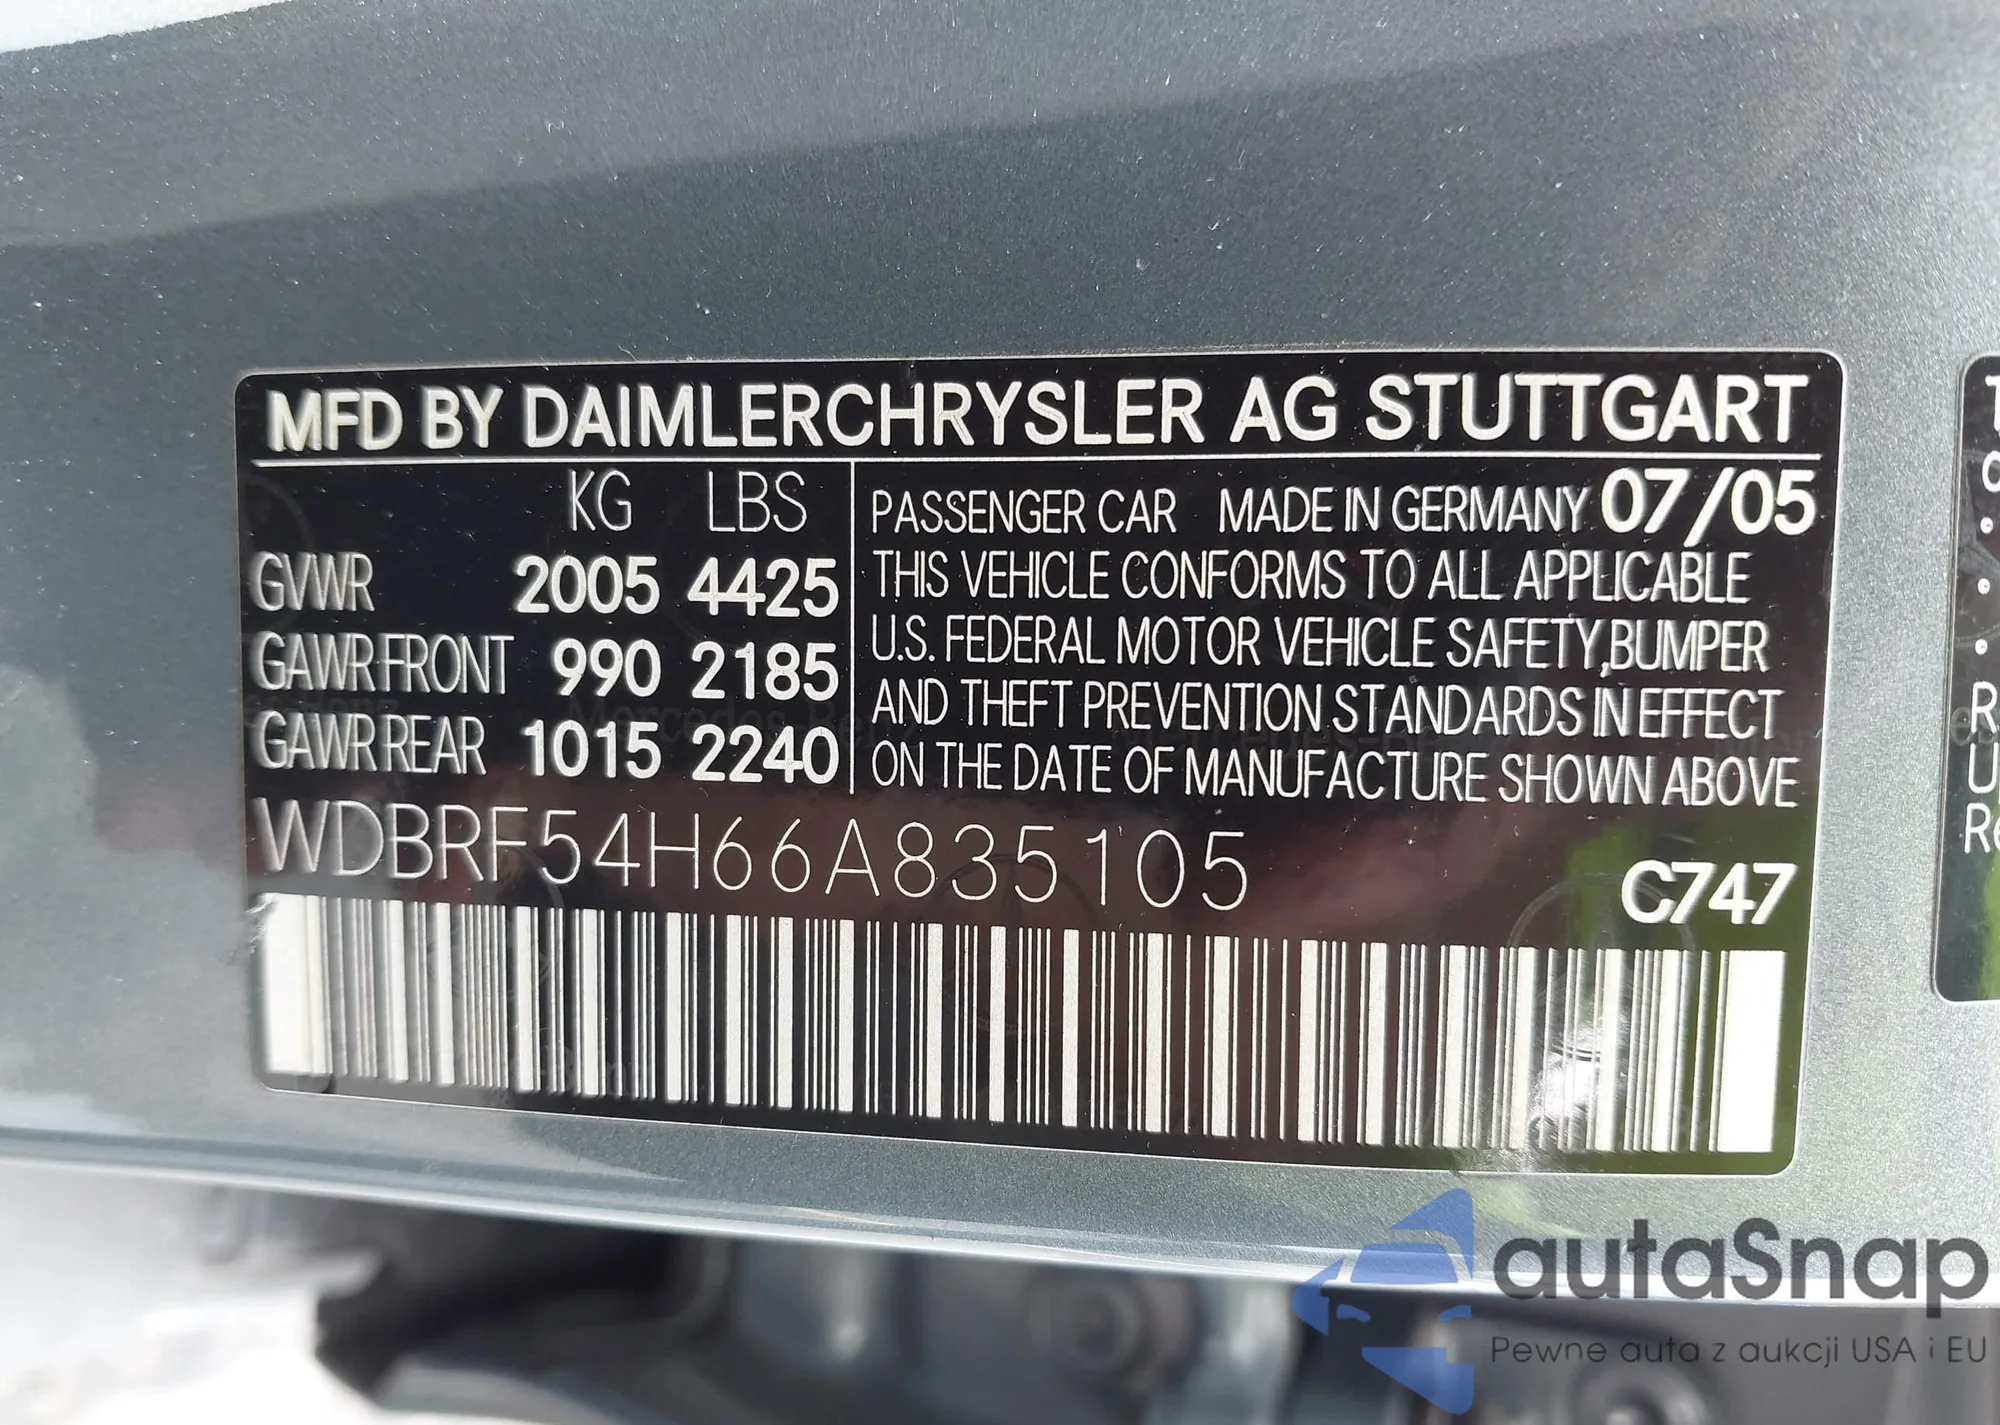 MFD BY DAIMLERCHRYSLER AG STUTTGART
KG LBS
GVWR 2005 4425
GAWR FRONT 990 2185
GAWR REAR 1015 2240
PASSENGER CAR MADE IN GERMANY 07/05
THIS VEHICLE CONFORMS TO ALL APPLICABLE
U.S. FEDERAL MOTOR VEHICLE SAFETY, BUMPER
AND THEFT PREVENTION STANDARDS IN EFFECT
ON THE DATE OF MANUFACTURE SHOWN ABOVE
WDBRF54H66A835105
C747
autaSnap
Pewne auta z aukcji USA i EU